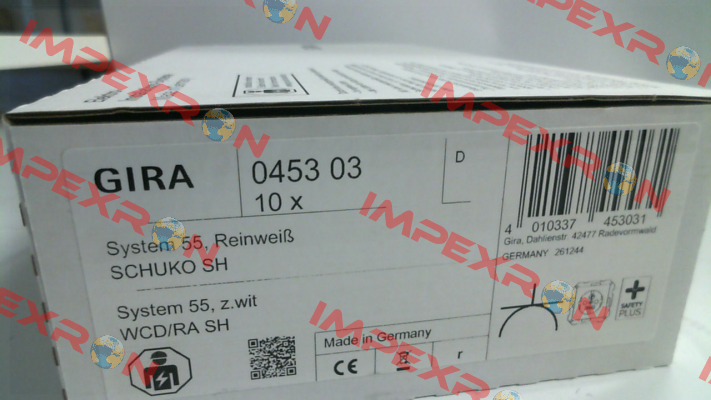 GIRA
0453 03
10 x
D
System 55, Reinweiß
SCHUKO SH
System 55, z.wit
WCD/RA SH
Made in Germany
CE
r
4 010337 453031
Gira, Dahlienstr. 42477 Radevormwald
GERMANY 261244
SAFETY
PLUS
IMPEXRON
IMPEXRON
IMPEXRON
IMPEXRON
IMPEXRON
IMPEXRON